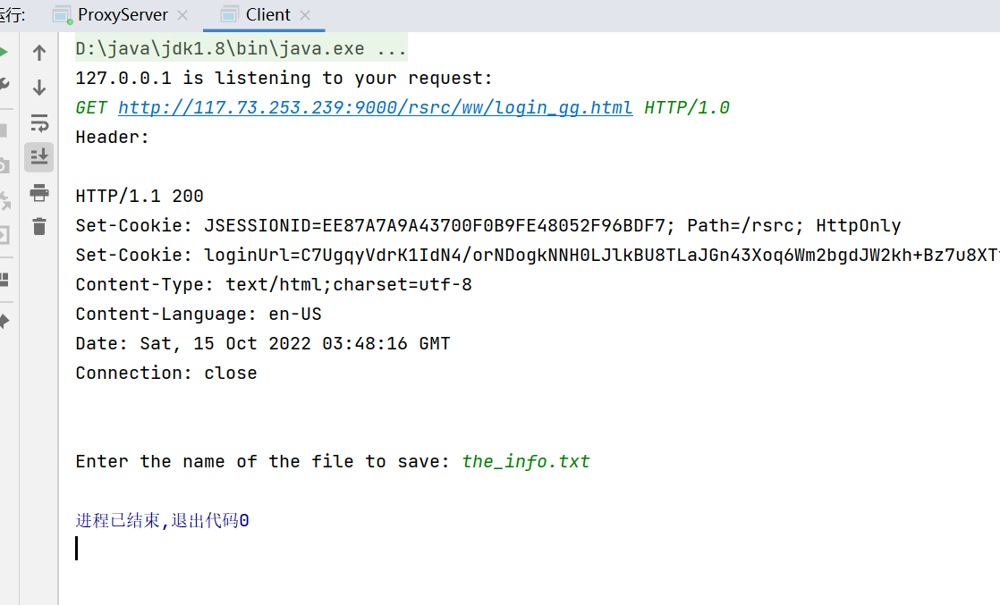 运行:
ProxyServer
Client
D:\java\jdk1.8\bin\java.exe ...
127.0.0.1 is listening to your request:
GET http://117.73.253.239:9000/rsrc/ww/login_gg.html HTTP/1.0
Header:
HTTP/1.1 200
Set-Cookie: JSESSIONID=EE87A7A9A43700F0B9FE48052F96BDF7; Path=/rsrc; HttpOnly
Set-Cookie: loginUrl=C7UgqyVdrK1IdN4/orNDogkNNH0LJlkBU8TLaJGn43Xoq6Wm2bgdJW2kh+Bz7u8XT
Content-Type: text/html;charset=utf-8
Content-Language: en-US
Date: Sat, 15 Oct 2022 03:48:16 GMT
Connection: close
Enter the name of the file to save: the_info.txt
进程已结束,退出代码0